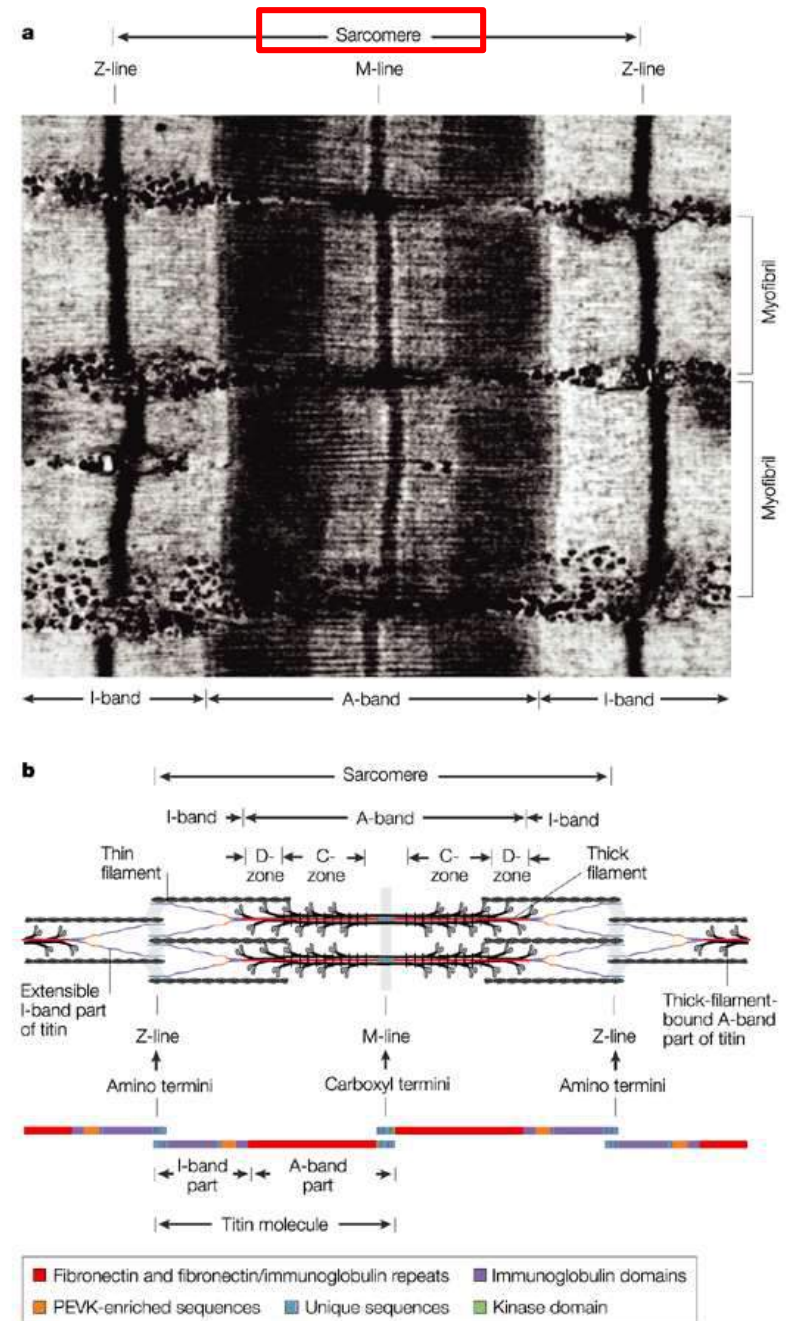 a
Sarcomere
Z-line M-line Z-line
Myofibril
Myofibril
I-band A-band I-band
b
Sarcomere
I-band A-band I-band
D-zone C-zone C-zone D-zone
Thin filament
Thick filament
Extensible I-band part of titin
Thick-filament-bound A-band part of titin
Z-line M-line Z-line
Amino termini Carboxyl termini Amino termini
I-band part A-band part
Titin molecule
Fibronectin and fibronectin/immunoglobulin repeats Immunoglobulin domains
PEVK-enriched sequences Unique sequences Kinase domain